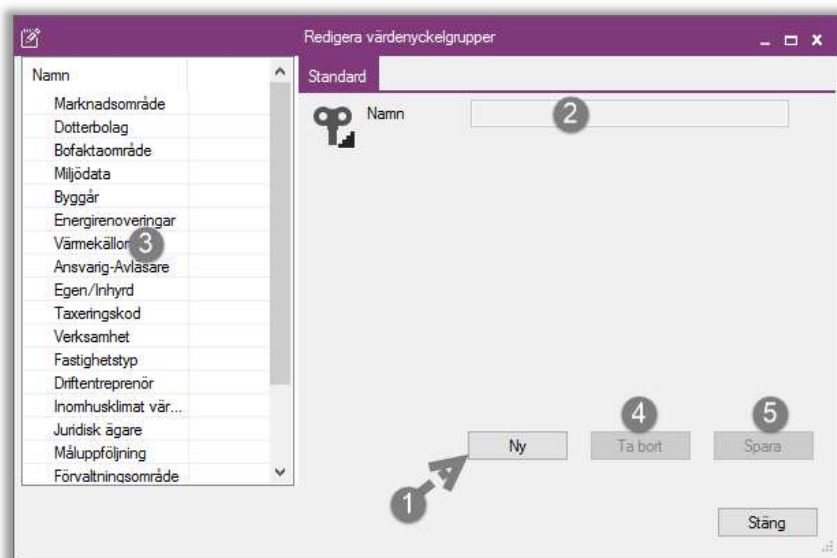 Redigera värdenyckelgrupper
Namn
Marknadsområde
Dotterbolag
Bofaktaområde
Miljödata
Byggår
Energirenoveringar
Värmekällor
3
Ansvarig-Avläsare
Egen/Inhyrd
Taxeringskod
Verksamhet
Fastighetstyp
Driftentreprenör
Inomhusklimat vär...
Juridisk ägare
Måluppföljning
Förvaltningsområde
Standard
Namn
2
4
5
Ny
Ta bort
Spara
1
Stäng